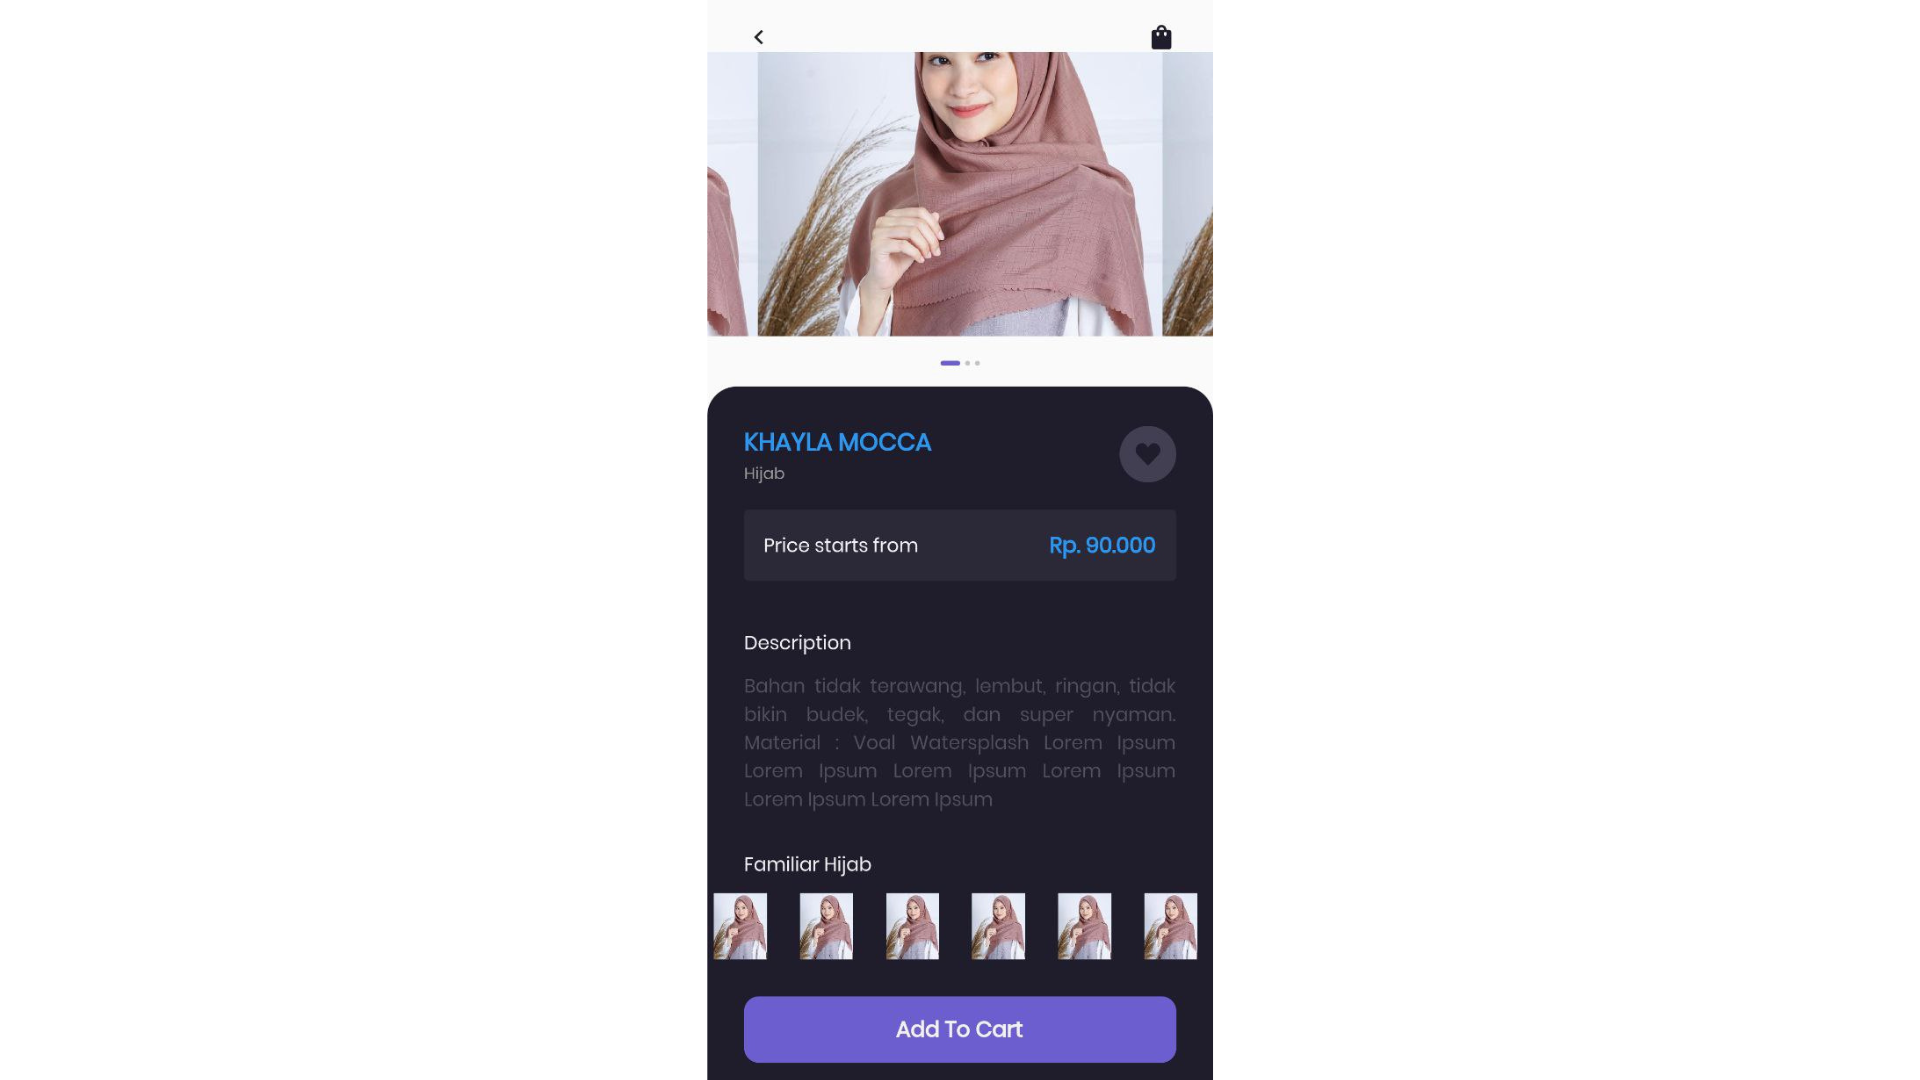 KHAYLA MOCCA
Hijab
Price starts from
Rp. 90.000
Description
Bahan tidak terawang, lembut, ringan, tidak
bikin budek, tegak, dan super nyaman.
Material : Voal Watersplash Lorem Ipsum
Lorem Ipsum Lorem Ipsum Lorem Ipsum
Lorem Ipsum Lorem Ipsum
Familiar Hijab
Add To Cart